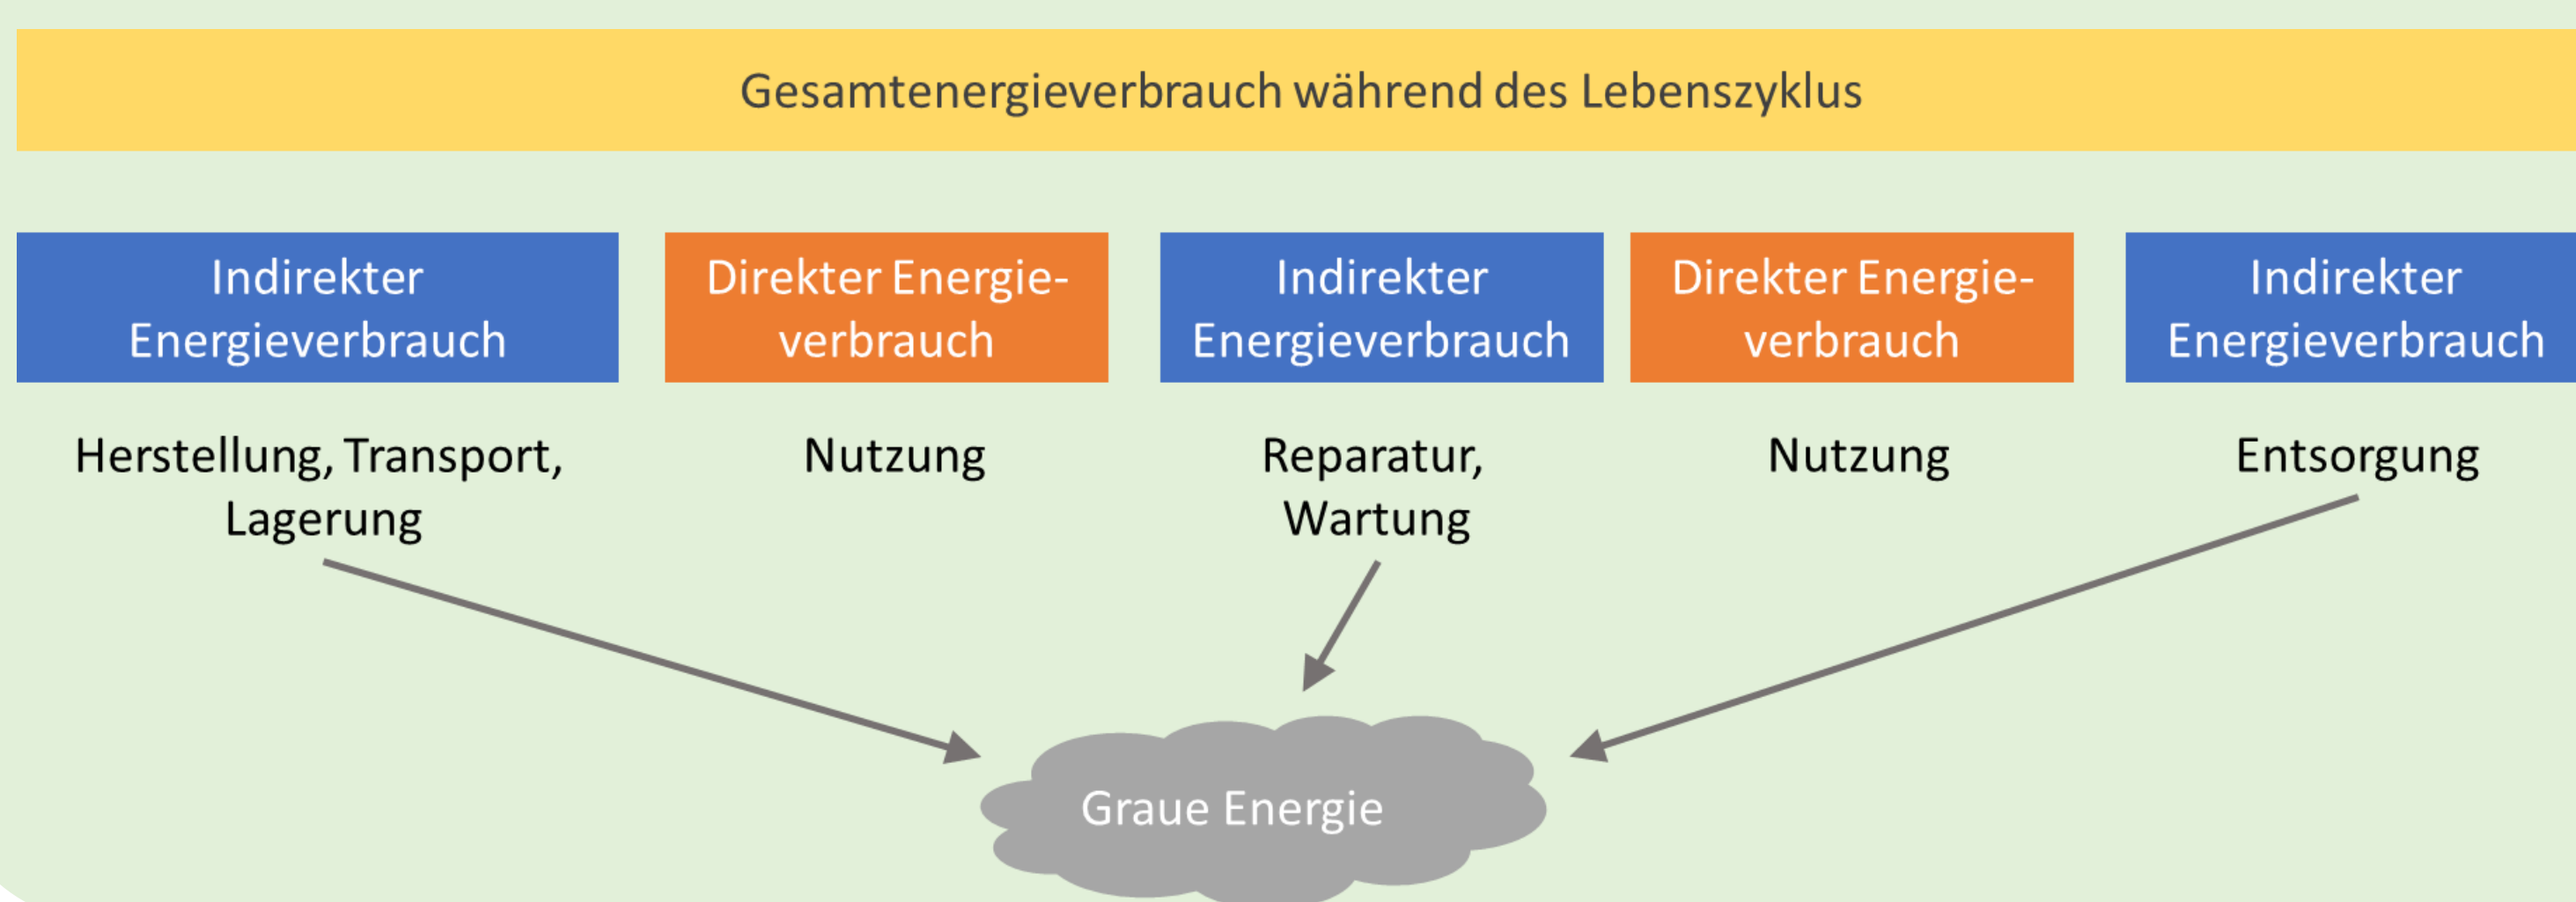 Gesamtenergieverbrauch während des Lebenszyklus
Indirekter
Energieverbrauch
Direkter Energie-
verbrauch
Indirekter
Energieverbrauch
Direkter Energie-
verbrauch
Indirekter
Energieverbrauch
Herstellung, Transport,
Lagerung
Nutzung
Reparatur,
Wartung
Nutzung
Entsorgung
Graue Energie